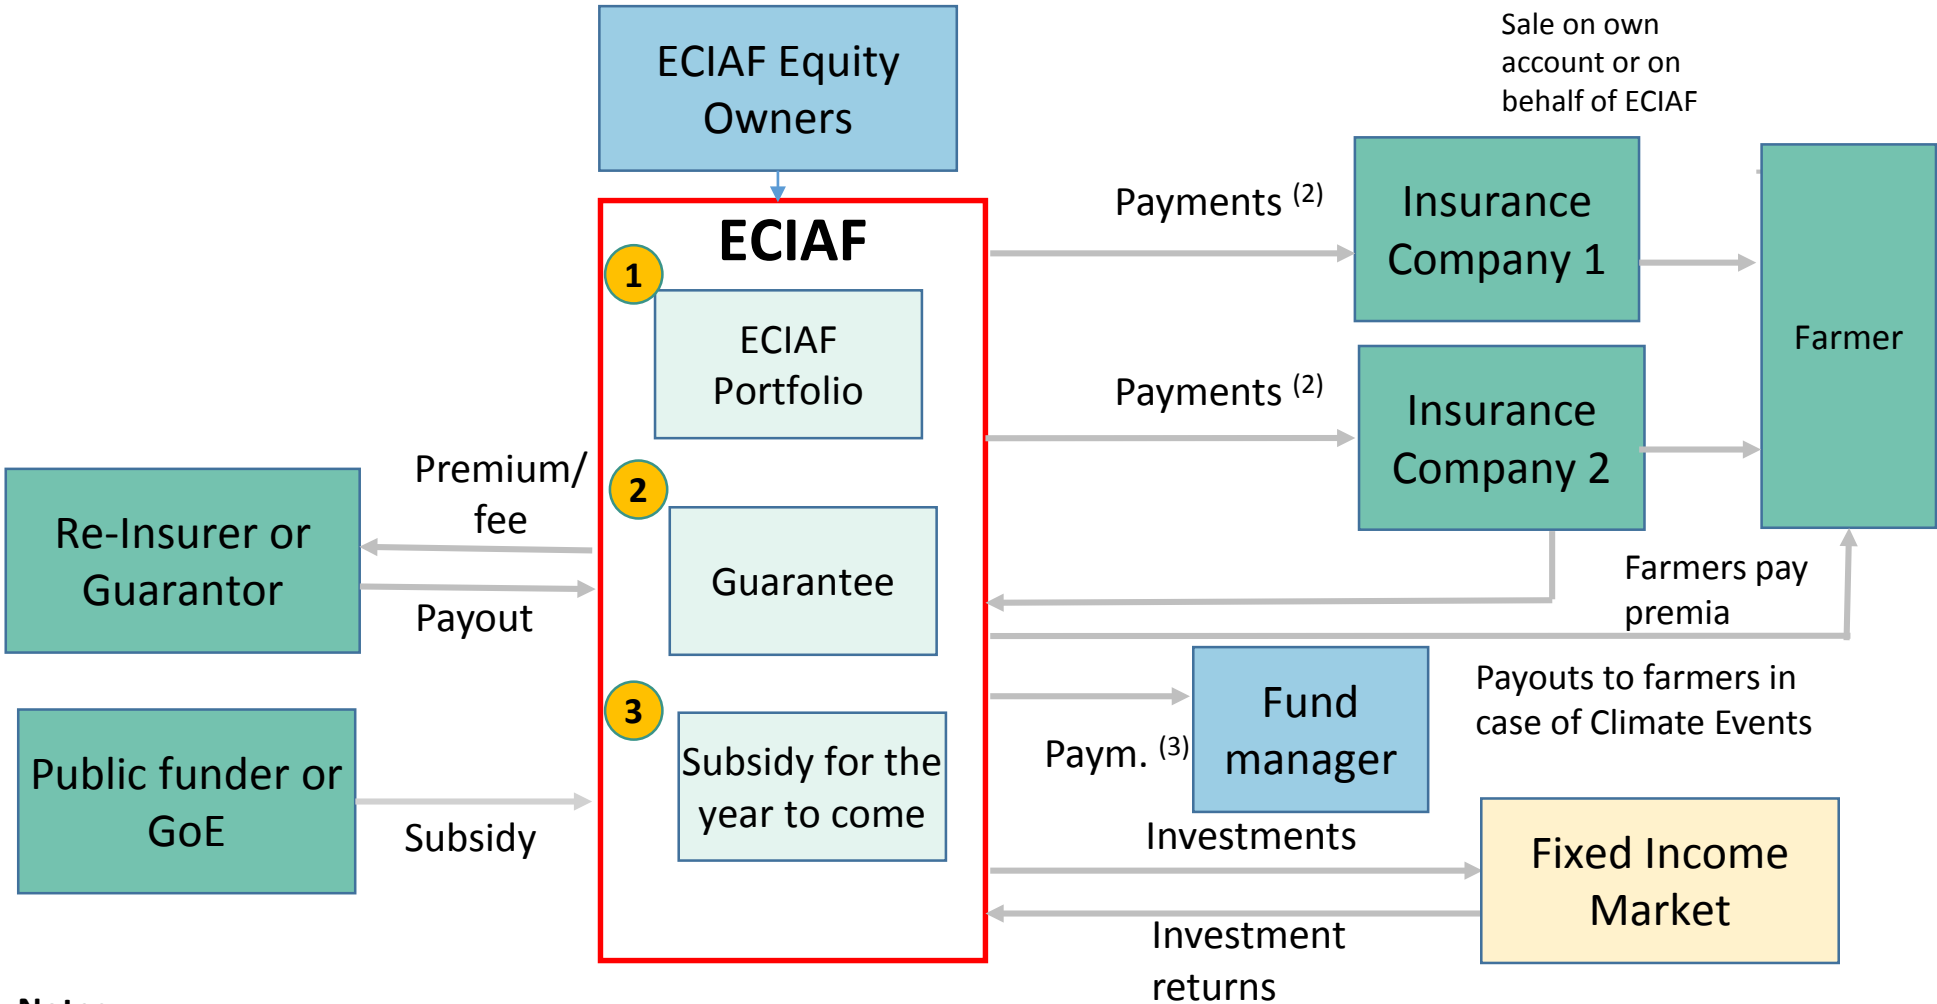 ECIAF Equity
Owners
Sale on own
account or on
behalf of ECIAF
ECIAF
1
ECIAF
Portfolio
2
Guarantee
3
Subsidy for the
year to come
Premium/
fee
Re-Insurer or
Guarantor
Payout
Public funder or
GoE
Subsidy
Payments (2)
Insurance
Company 1
Payments (2)
Insurance
Company 2
Farmer
Farmers pay
premia
Payouts to farmers in
case of Climate Events
Paym. (3)
Fund
manager
Investments
Fixed Income
Market
Investment
returns